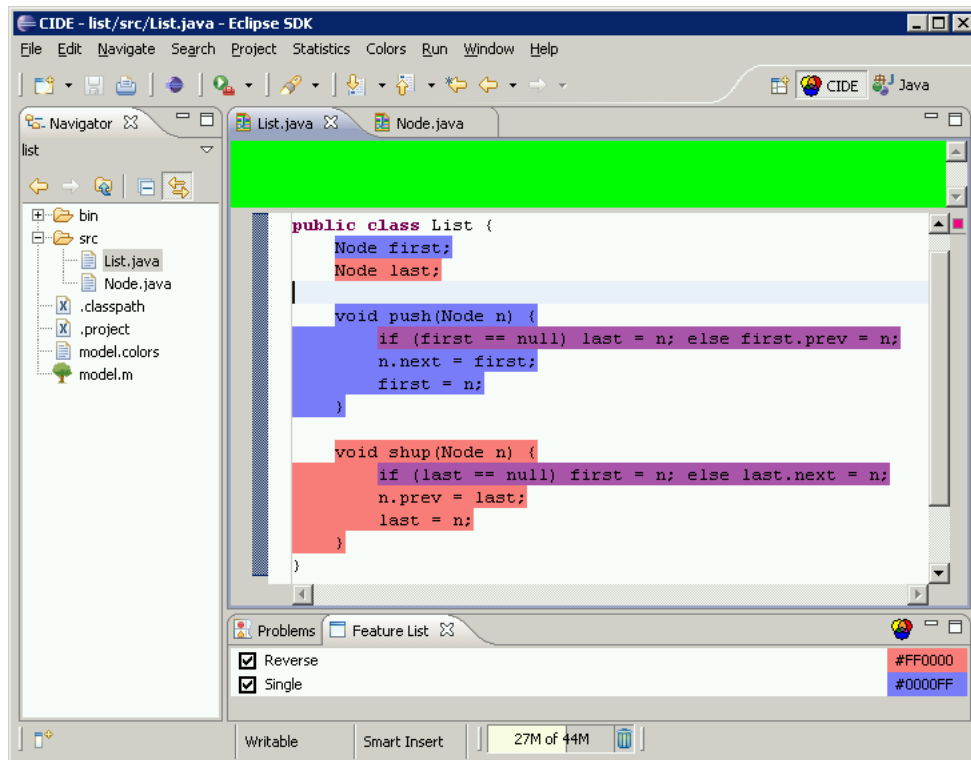 CIDE - list/src/List.java - Eclipse SDK
File Edit Navigate Search Project Statistics Colors Run Window Help
CIDE Java
Navigator
List.java Node.java
list
bin
src
List.java
Node.java
.classpath
.project
model.colors
model.m
public class List {
Node first;
Node last;
void push(Node n) {
if (first == null) last = n; else first.prev = n;
n.next = first;
first = n;
}
void shup(Node n) {
if (last == null) first = n; else last.next = n;
n.prev = last;
last = n;
}
}
Problems Feature List
Reverse #FF0000
Single #0000FF
Writable Smart Insert 27M of 44M